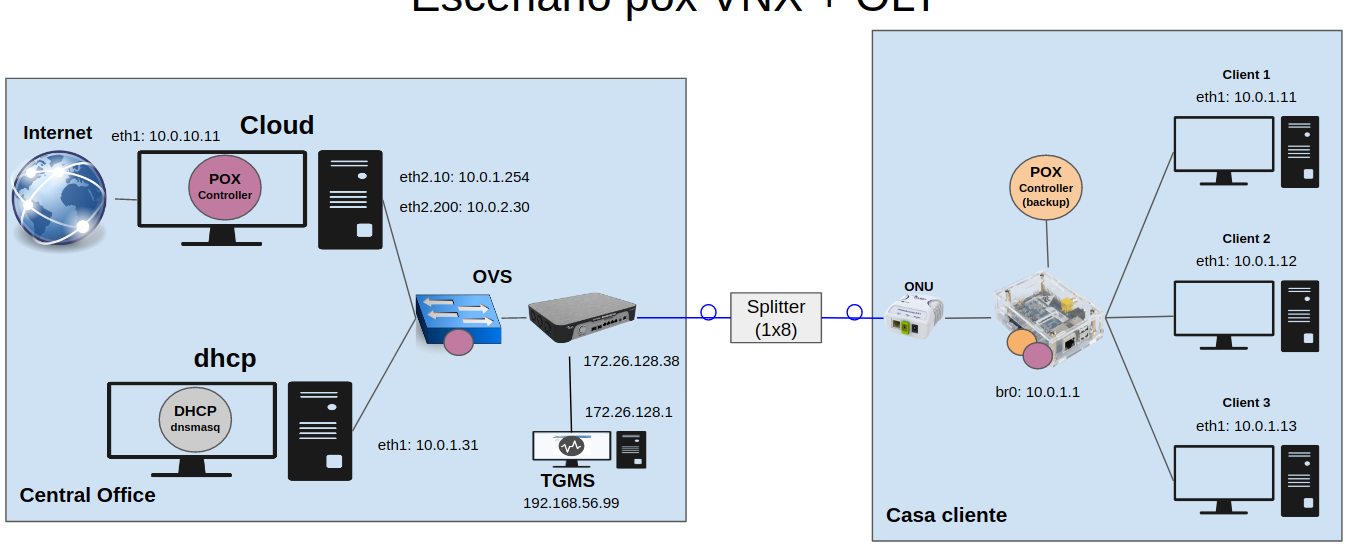 Escenario pox VNX + OLT
Internet
eth1: 10.0.10.11
Cloud
POX
Controller
eth2.10: 10.0.1.254
eth2.200: 10.0.2.30
OVS
dhcp
DHCP
dnsmasq
eth1: 10.0.1.31
172.26.128.38
172.26.128.1
TGMS
192.168.56.99
Central Office
Splitter
(1x8)
ONU
POX
Controller
(backup)
br0: 10.0.1.1
Client 1
eth1: 10.0.1.11
Client 2
eth1: 10.0.1.12
Client 3
eth1: 10.0.1.13
Casa cliente